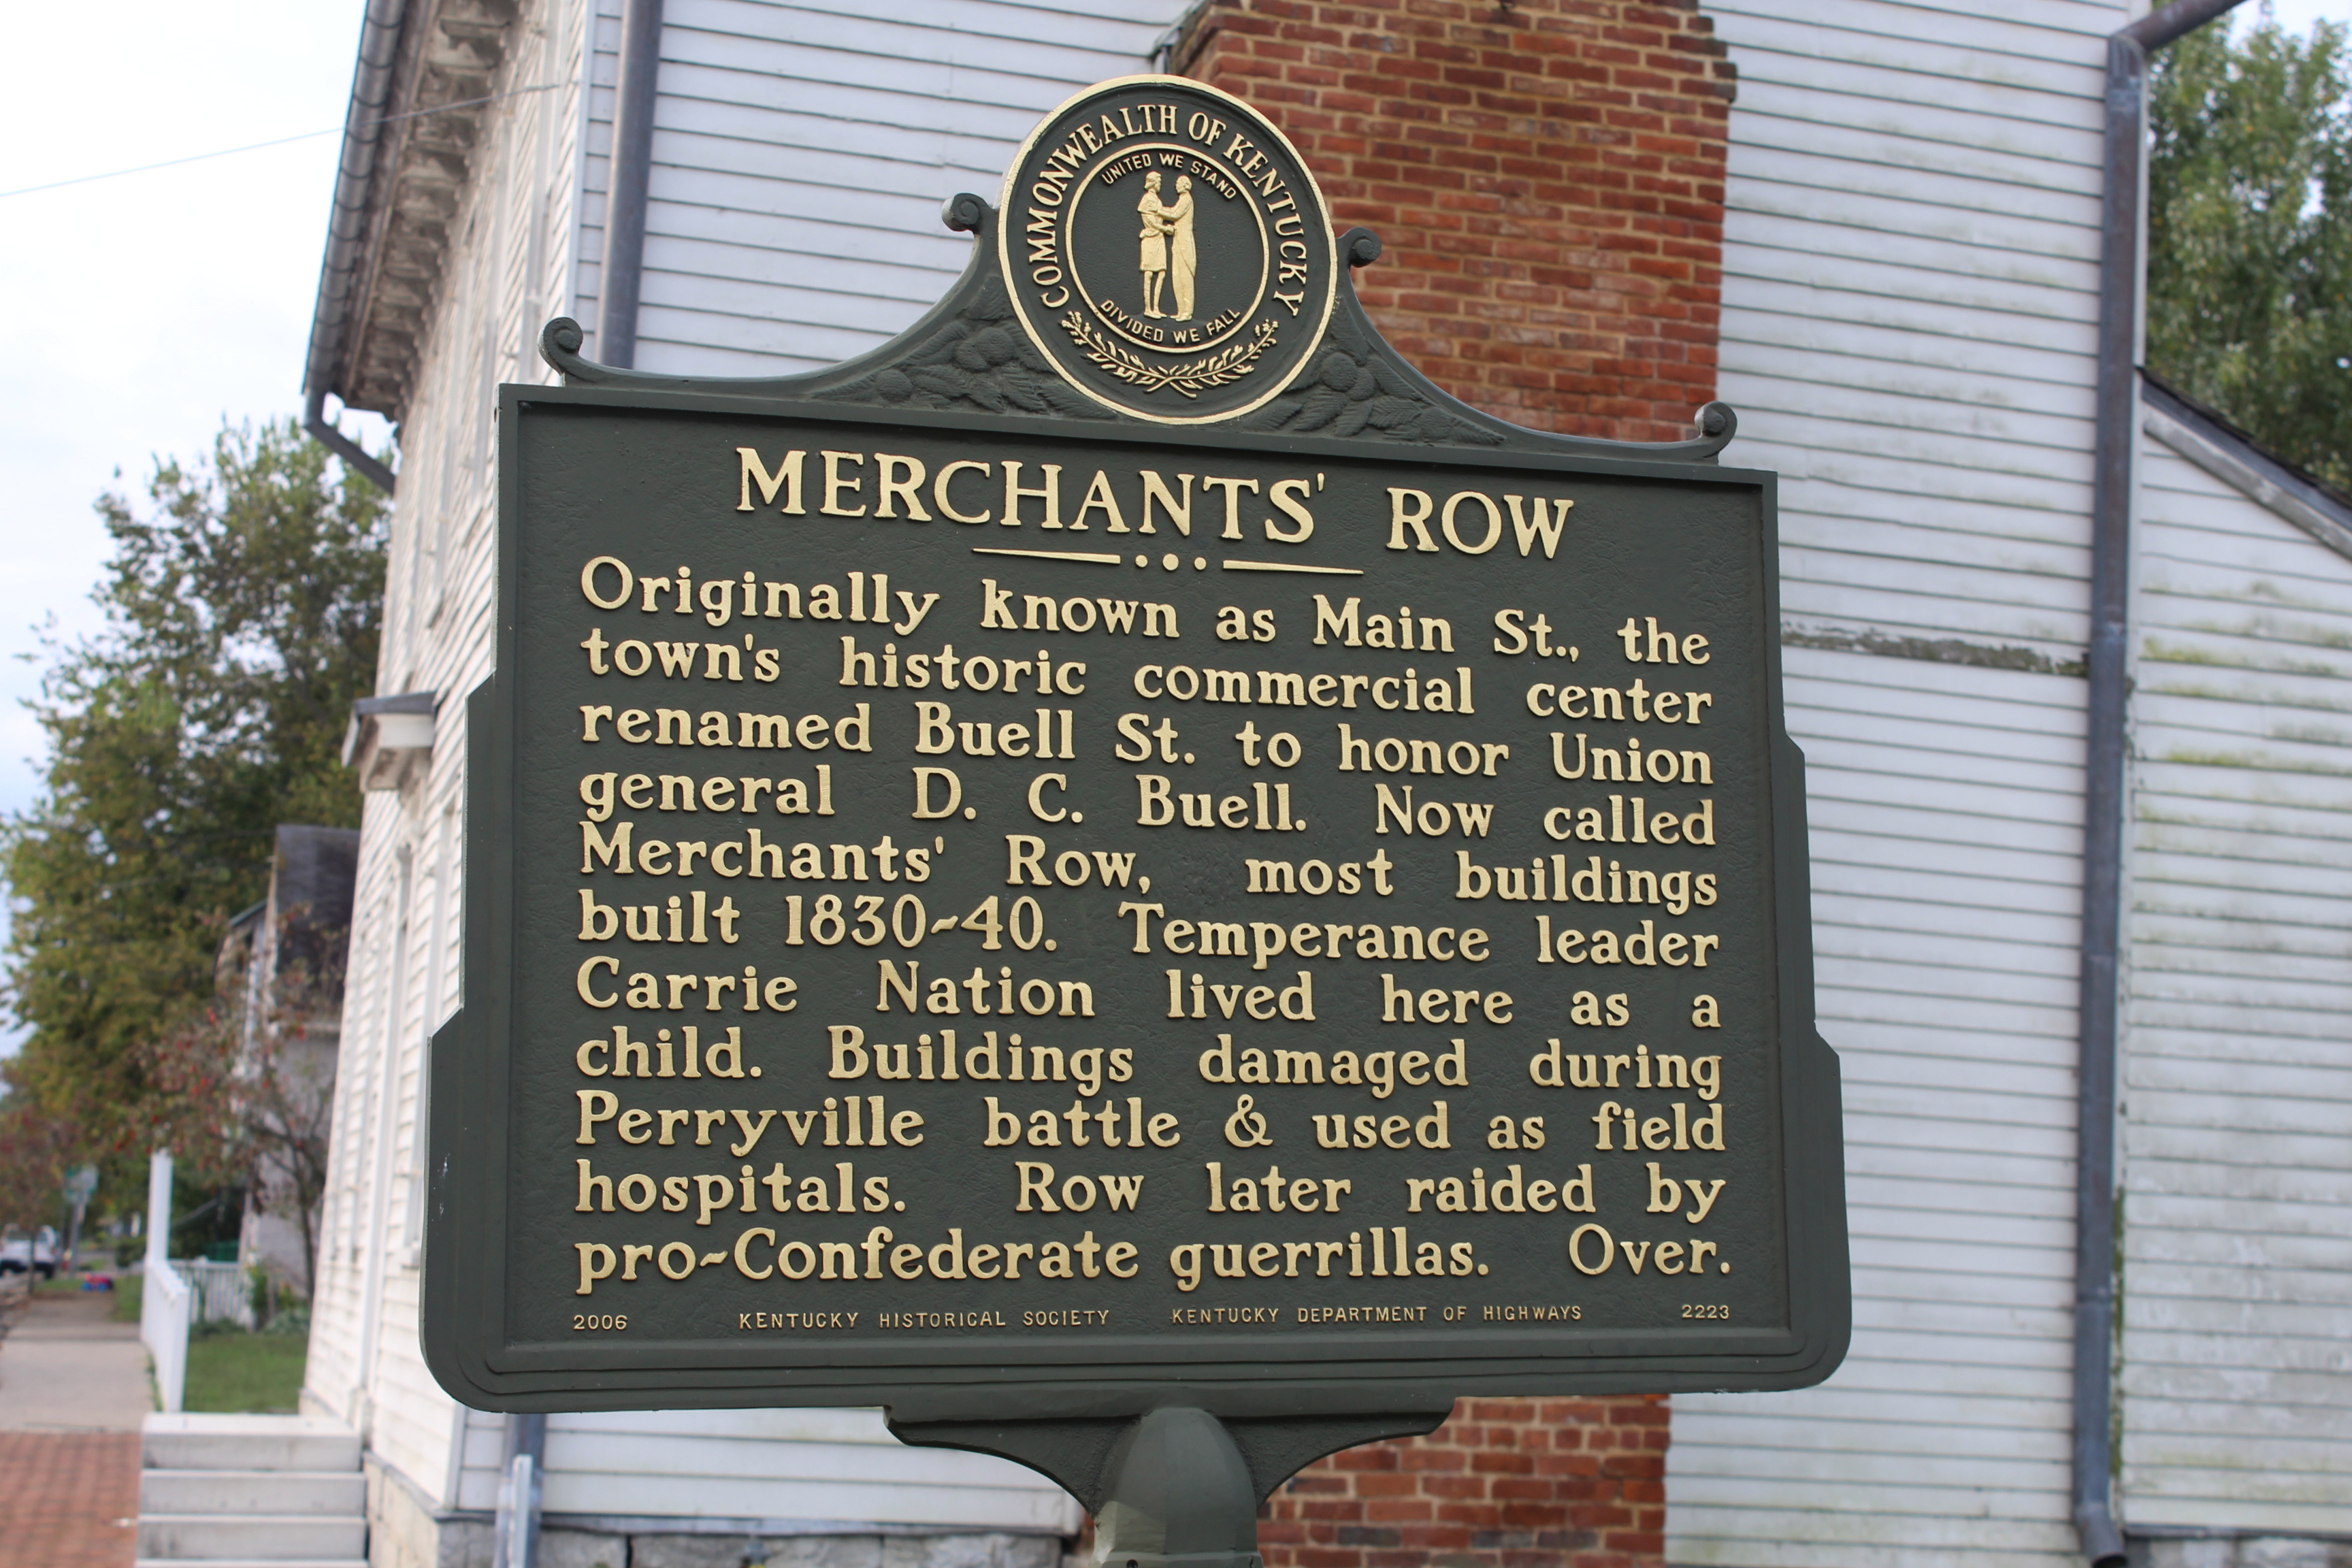 COMMONWEALTH OF KENTUCKY
UNITED WE STAND
DIVIDED WE FALL
MERCHANTS' ROW
Originally known as Main St., the
town's historic commercial center
renamed Buell St. to honor Union
general D. C. Buell. Now called
Merchants' Row, most buildings
built 1830-40. Temperance leader
Carrie Nation lived here as a
child. Buildings damaged during
Perryville battle & used as field
hospitals. Row later raided by
pro-Confederate guerrillas. Over.
2006 KENTUCKY HISTORICAL SOCIETY KENTUCKY DEPARTMENT OF HIGHWAYS 2223